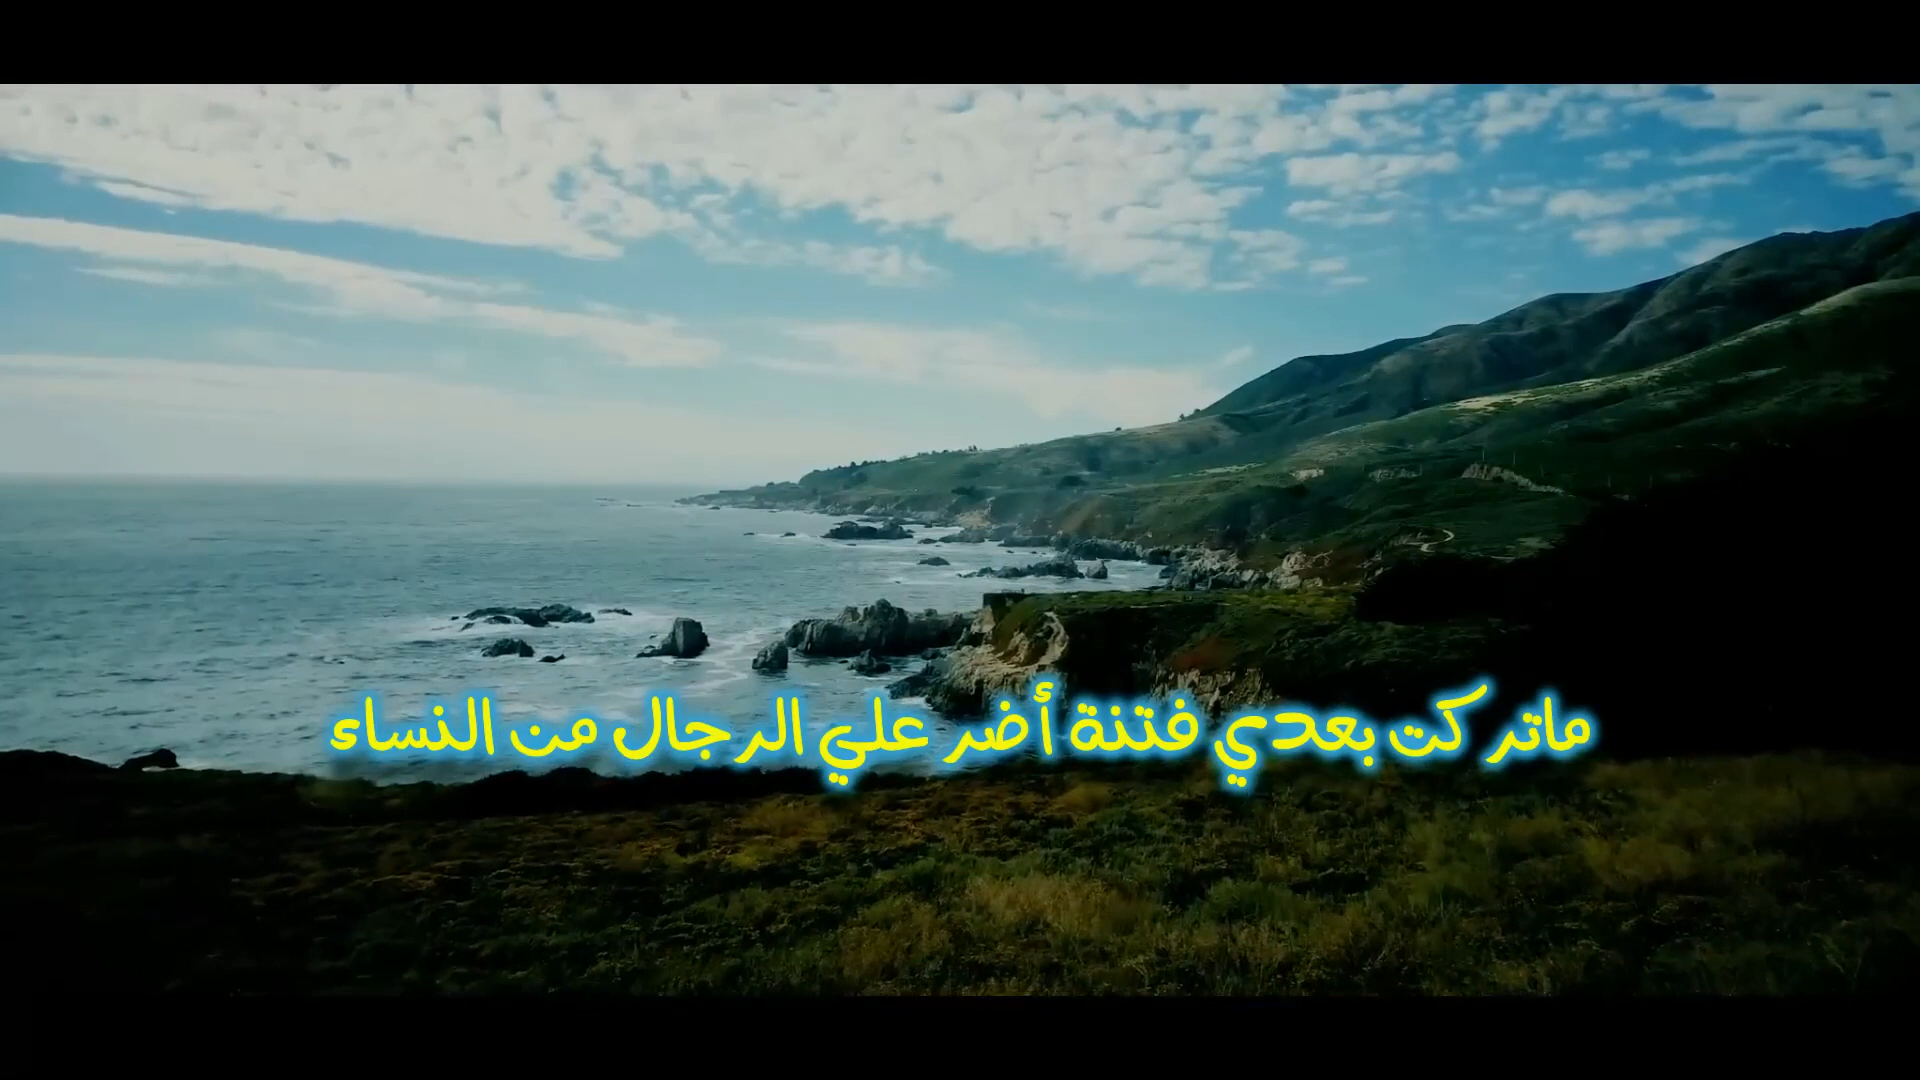 ماتركت بعدي فتنة أضر علي الرجال من النساء